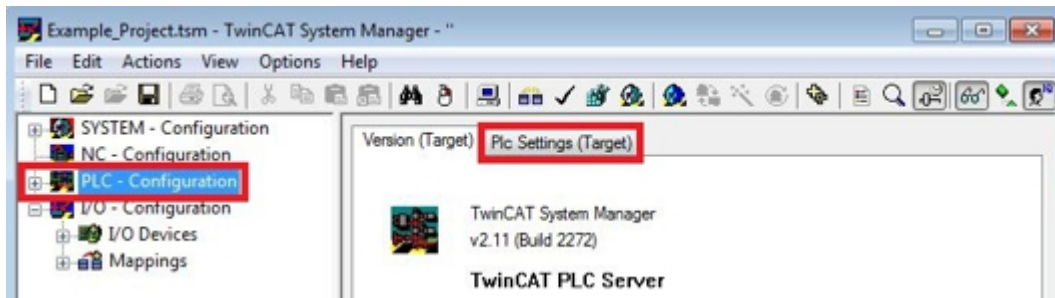 Example_Project.tsm - TwinCAT System Manager - ''
File Edit Actions View Options Help
SYSTEM - Configuration
NC - Configuration
PLC - Configuration
I/O - Configuration
I/O Devices
Mappings
Version (Target) Plc Settings (Target)
TwinCAT System Manager
v2.11 (Build 2272)
TwinCAT PLC Server